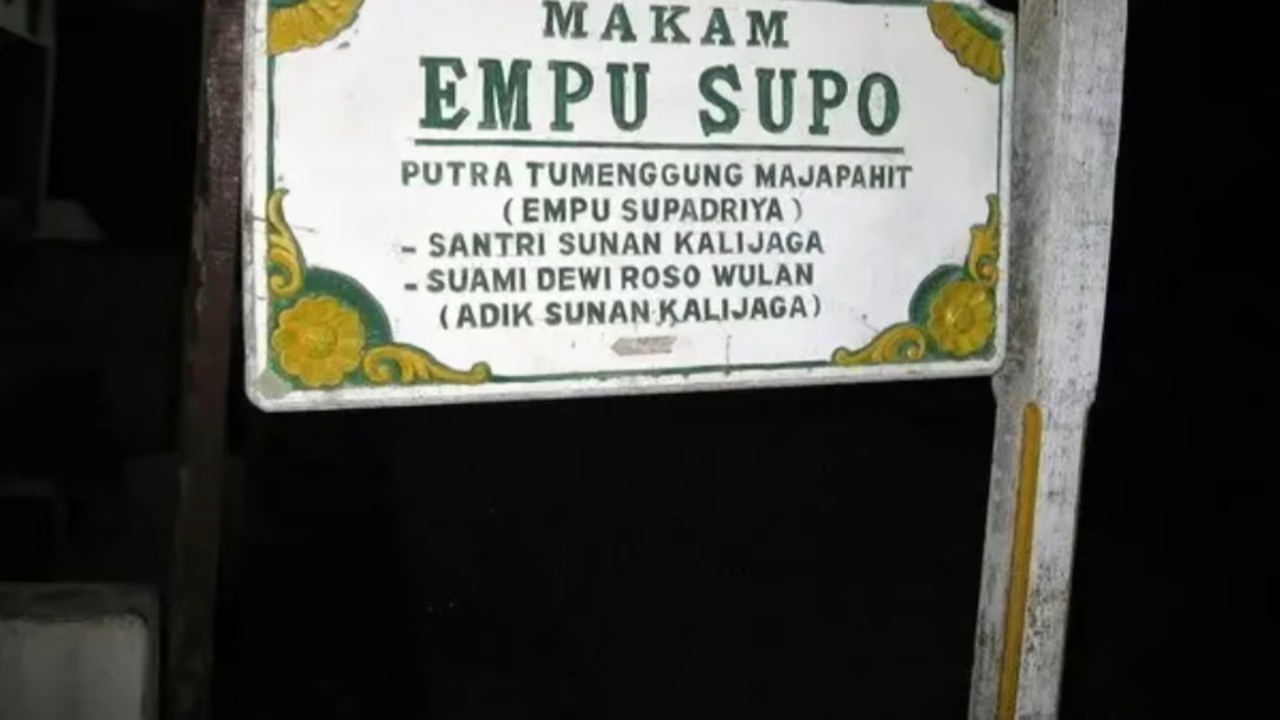 MAKAM
EMPU SUPO
PUTRA TUMENGGUNG MAJAPAHIT
( EMPU SUPADRIYA )
- SANTRI SUNAN KALIJAGA
- SUAMI DEWI ROSO WULAN
(ADIK SUNAN KALIJAGA)